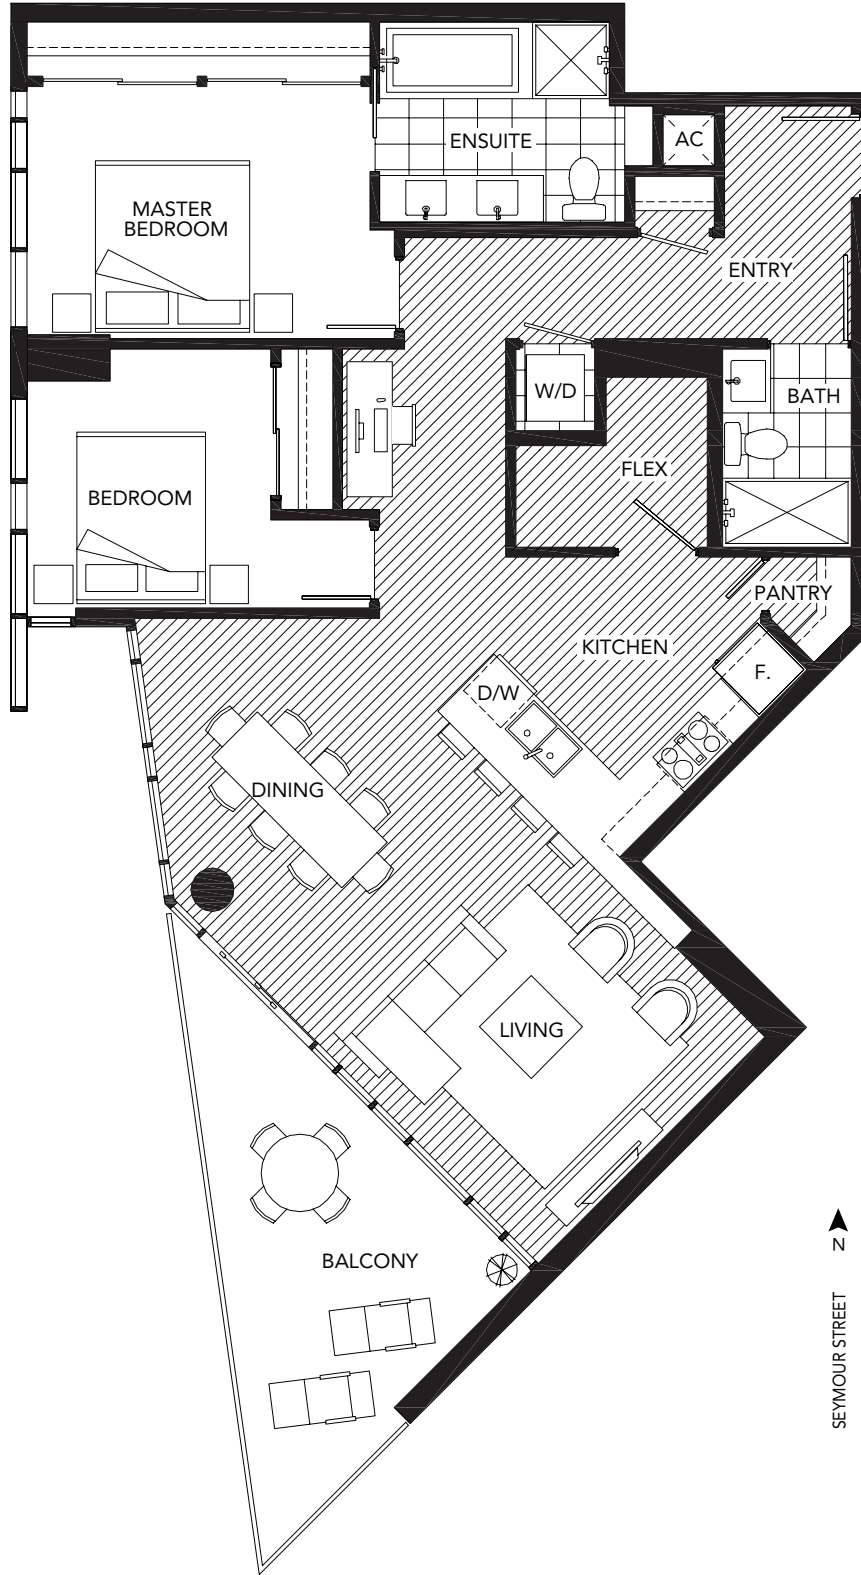 ENSUITE
AC
MASTER
BEDROOM
ENTRY
W/D
BATH
FLEX
BEDROOM
PANTRY
KITCHEN
F.
D/W
DINING
LIVING
BALCONY
N
SEYMOUR STREET